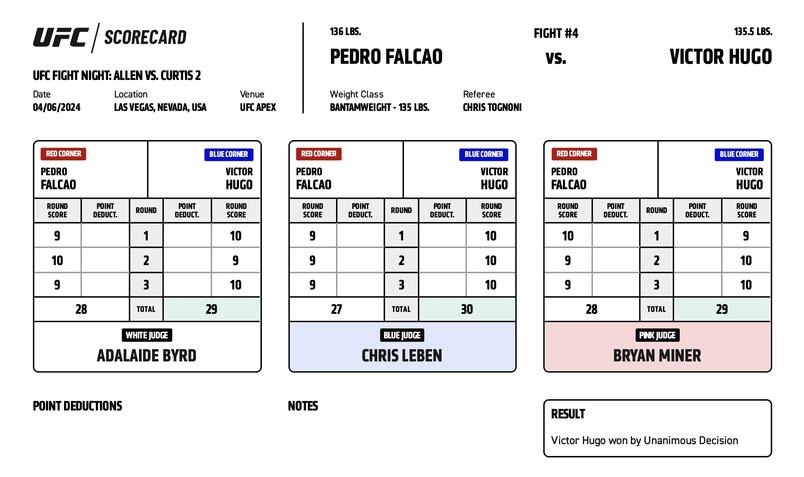 UFC / SCORECARD
UFC FIGHT NIGHT: ALLEN VS. CURTIS 2
Date Location Venue
04/06/2024 LAS VEGAS, NEVADA, USA UFC APEX
136 LBS. FIGHT #4 135.5 LBS.
PEDRO FALCAO VS. VICTOR HUGO
Weight Class Referee
BANTAMWEIGHT - 135 LBS. CHRIS TOGNONI
RED CORNER BLUE CORNER
PEDRO VICTOR
FALCAO HUGO
ROUND SCORE POINT DEDUCT. ROUND POINT DEDUCT. ROUND SCORE
9 1 10
10 2 9
9 3 10
28 TOTAL 29
WHITE JUDGE
ADALAIDE BYRD
RED CORNER BLUE CORNER
PEDRO VICTOR
FALCAO HUGO
ROUND SCORE POINT DEDUCT. ROUND POINT DEDUCT. ROUND SCORE
9 1 10
9 2 10
9 3 10
27 TOTAL 30
BLUE JUDGE
CHRIS LEBEN
RED CORNER BLUE CORNER
PEDRO VICTOR
FALCAO HUGO
ROUND SCORE POINT DEDUCT. ROUND POINT DEDUCT. ROUND SCORE
10 1 9
9 2 10
9 3 10
28 TOTAL 29
PINK JUDGE
BRYAN MINER
POINT DEDUCTIONS
NOTES
RESULT
Victor Hugo won by Unanimous Decision